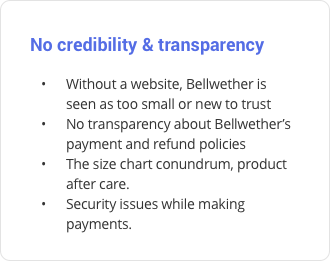 No credibility & transparency
• Without a website, Bellwether is
seen as too small or new to trust
• No transparency about Bellwether’s
payment and refund policies
• The size chart conundrum, product
after care.
• Security issues while making
payments.